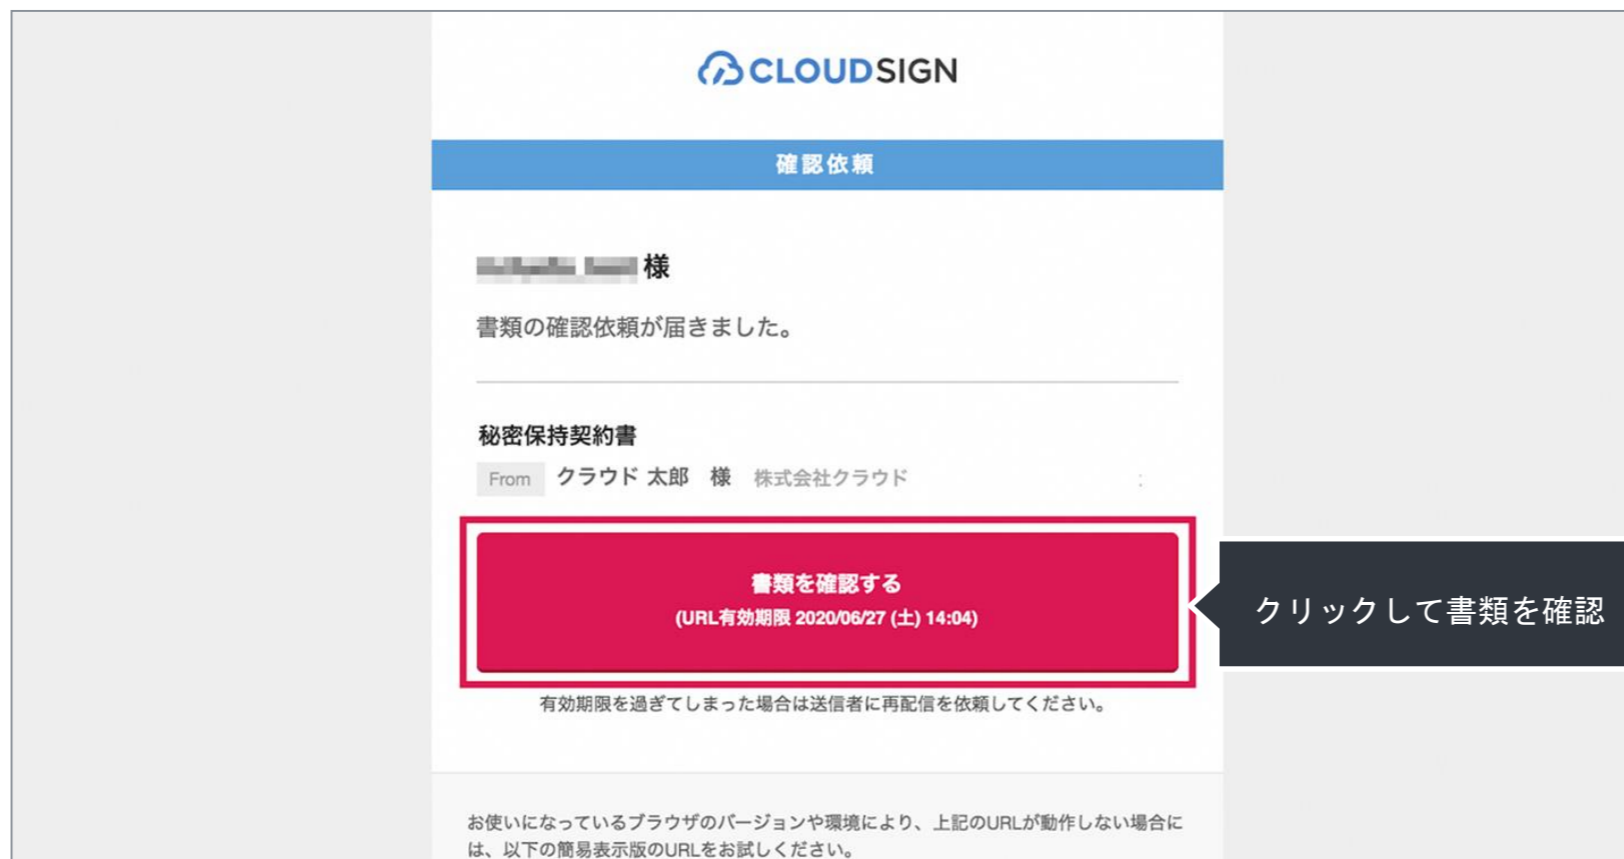 CLOUDSIGN
確認依頼
様
書類の確認依頼が届きました。
秘密保持契約書
From クラウド 太郎 様 株式会社クラウド :
書類を確認する
(URL有効期限 2020/06/27 (土) 14:04)
クリックして書類を確認
有効期限を過ぎてしまった場合は送信者に再配信を依頼してください。
お使いになっているブラウザのバージョンや環境により、上記のURLが動作しない場合に
は、以下の簡易表示版のURLをお試しください。